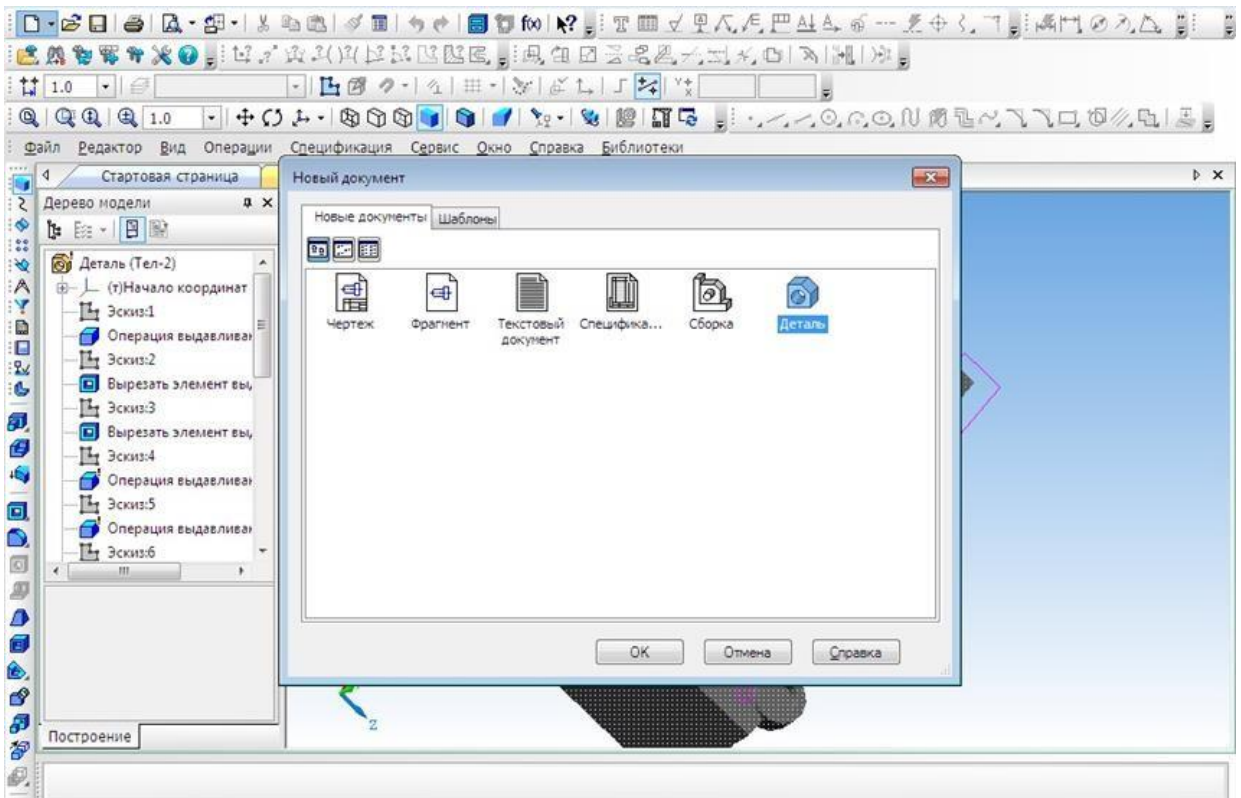 1.0
1.0
Файл Редактор Вид Операции Спецификация Сервис Окно Справка Библиотеки
Стартовая страница
Дерево модели
Деталь (Тел-2)
(т)Начало координат
Эскиз:1
Операция выдавливан
Эскиз:2
Вырезать элемент вы
Эскиз:3
Вырезать элемент вы
Эскиз:4
Операция выдавливан
Эскиз:5
Операция выдавливан
Эскиз:6
Построение
Новый документ
Новые документы Шаблоны
Чертеж Фрагмент Текстовый документ Специфика... Сборка Деталь
OK Отмена Справка
z